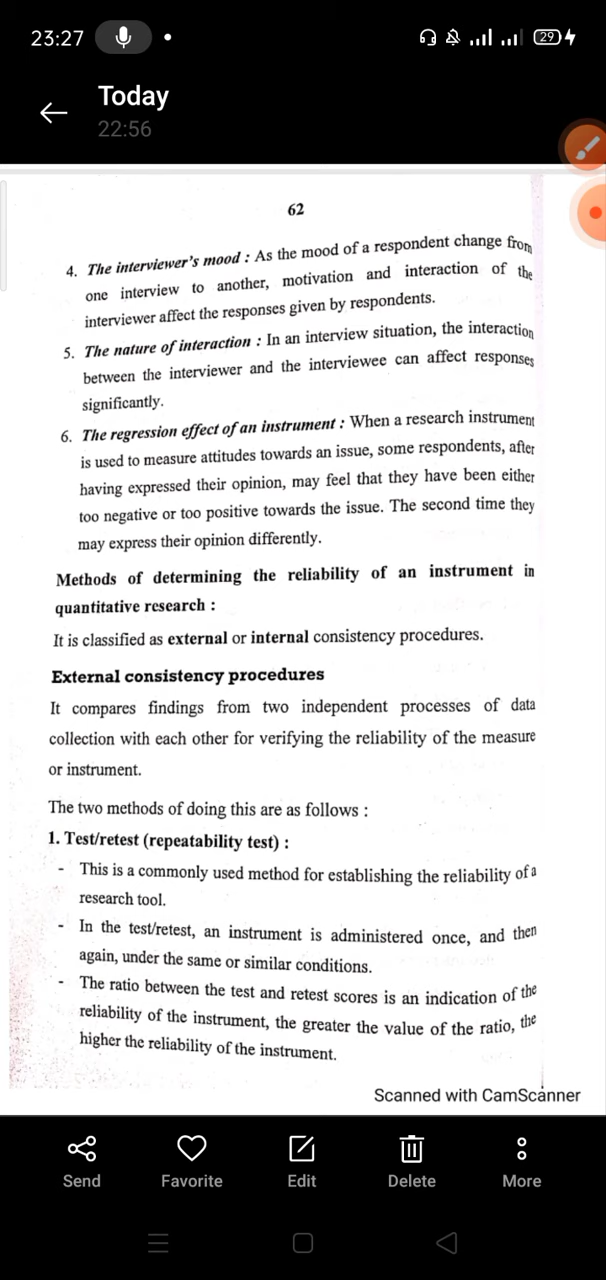 23:27
29
Today
22:56
62
4. The interviewer's mood : As the mood of a respondent change from
one interview to another, motivation and interaction of the
interviewer affect the responses given by respondents.
5. The nature of interaction : In an interview situation, the interaction
between the interviewer and the interviewee can affect responses
significantly.
6. The regression effect of an instrument : When a research instrument
is used to measure attitudes towards an issue, some respondents, after
having expressed their opinion, may feel that they have been either
too negative or too positive towards the issue. The second time they
may express their opinion differently.
Methods of determining the reliability of an instrument in
quantitative research :
It is classified as external or internal consistency procedures.
External consistency procedures
It compares findings from two independent processes of data
collection with each other for verifying the reliability of the measure
or instrument.
The two methods of doing this are as follows :
1. Test/retest (repeatability test) :
- This is a commonly used method for establishing the reliability of a
research tool.
- In the test/retest, an instrument is administered once, and then
again, under the same or similar conditions.
- The ratio between the test and retest scores is an indication of the
reliability of the instrument, the greater the value of the ratio, the
higher the reliability of the instrument.
Scanned with CamScanner
Send Favorite Edit Delete More